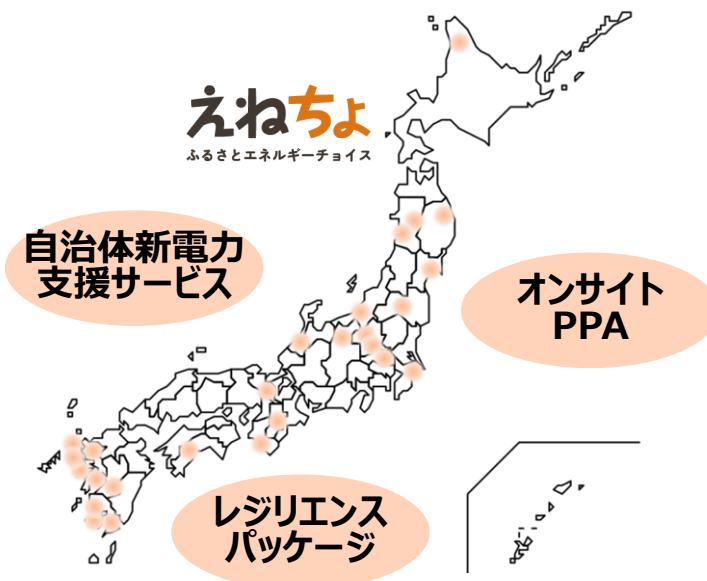 えねちょ
ふるさとエネルギーチョイス
自治体新電力
支援サービス
オンサイト
PPA
レジリエンス
パッケージ